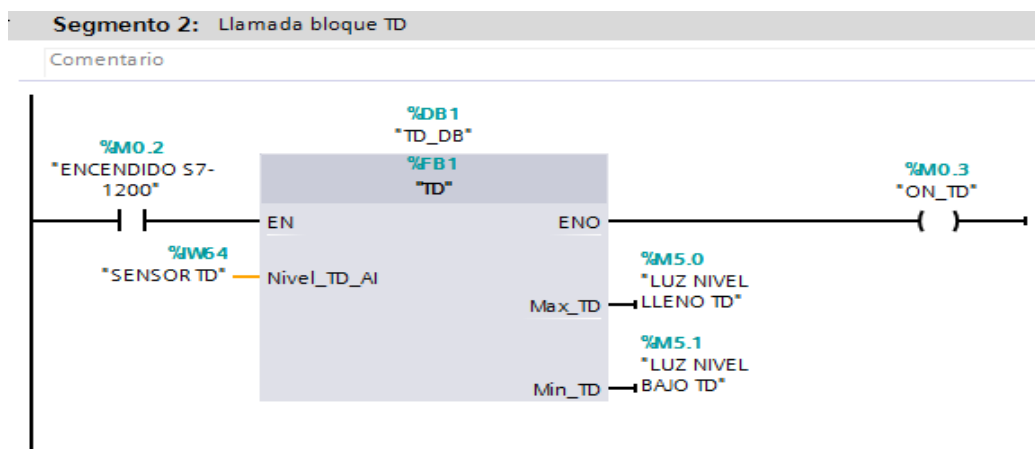 Segmento 2: Llamada bloque TD
Comentario
%DB1
"TD_DB"
%M0.2
"ENCENDIDO S7-
1200"
%FB1
"TD"
%M0.3
"ON_TD"
EN
ENO
%IW64
"SENSOR TD"
Nivel_TD_AI
%M5.0
"LUZ NIVEL
LLENO TD"
Max_TD
%M5.1
"LUZ NIVEL
BAJO TD"
Min_TD